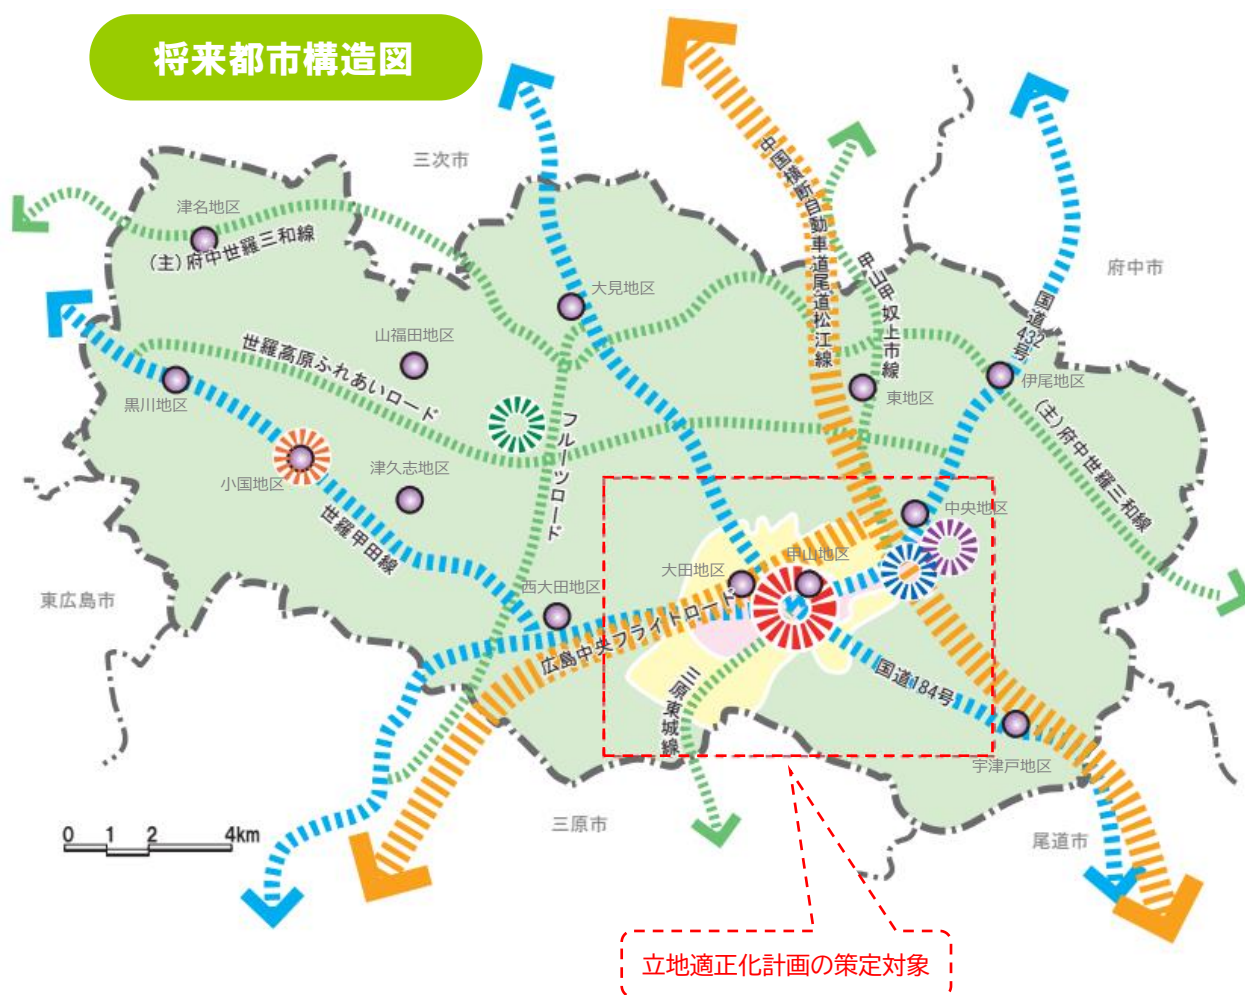 将来都市構造図
三次市
津名地区
(主)府中世羅三和線
中国横断自動車道尾道松江線
甲山甲奴上市線
府中市
国道
432
号
大見地区
山福田地区
世羅高原ふれあいロード
黒川地区
フルーツロード
東地区
伊尾地区
(主)府中世羅三和線
小国地区
津久志地区
世羅甲田線
中央地区
大田地区
甲山地区
西大田地区
東広島市
広島中央フライトロード
三原東城線
国道184号
宇津戸地区
0 1 2 4km
三原市
尾道市
立地適正化計画の策定対象